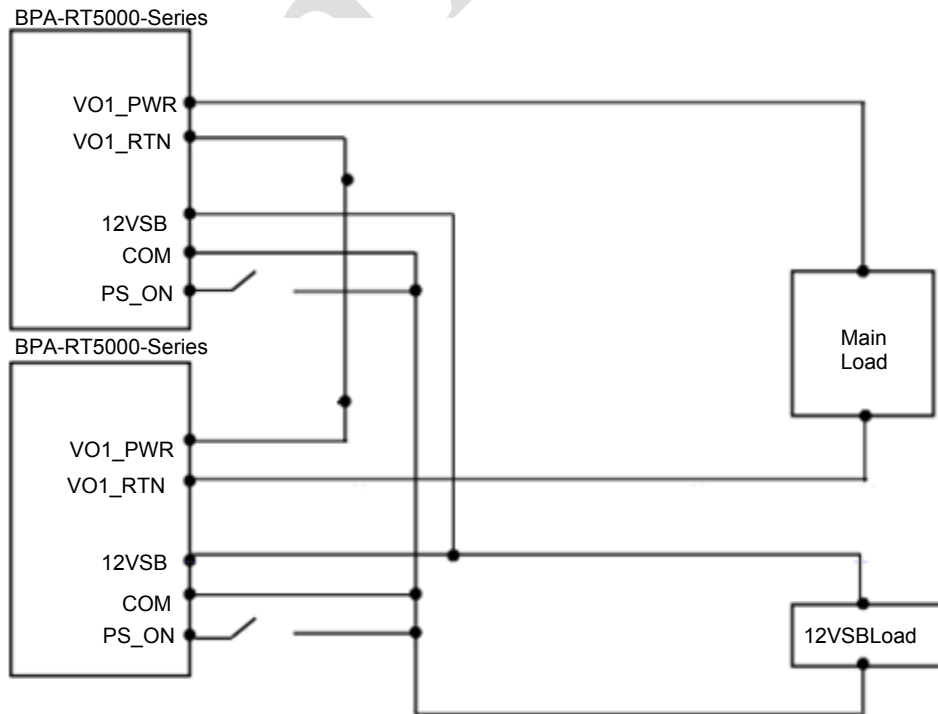 BPA-RT5000-Series
VO1_PWR
VO1_RTN
12VSB
COM
PS_ON
BPA-RT5000-Series
VO1_PWR
VO1_RTN
12VSB
COM
PS_ON
Main
Load
12VSBLoad